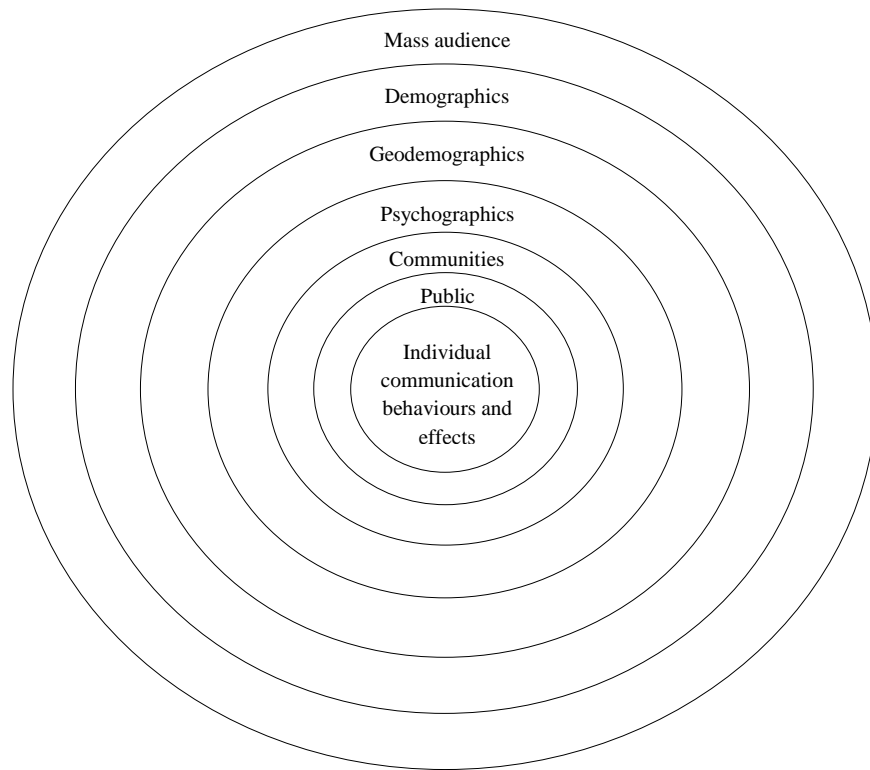 Mass audience
Demographics
Geodemographics
Psychographics
Communities
Public
Individual
communication
behaviours and
effects